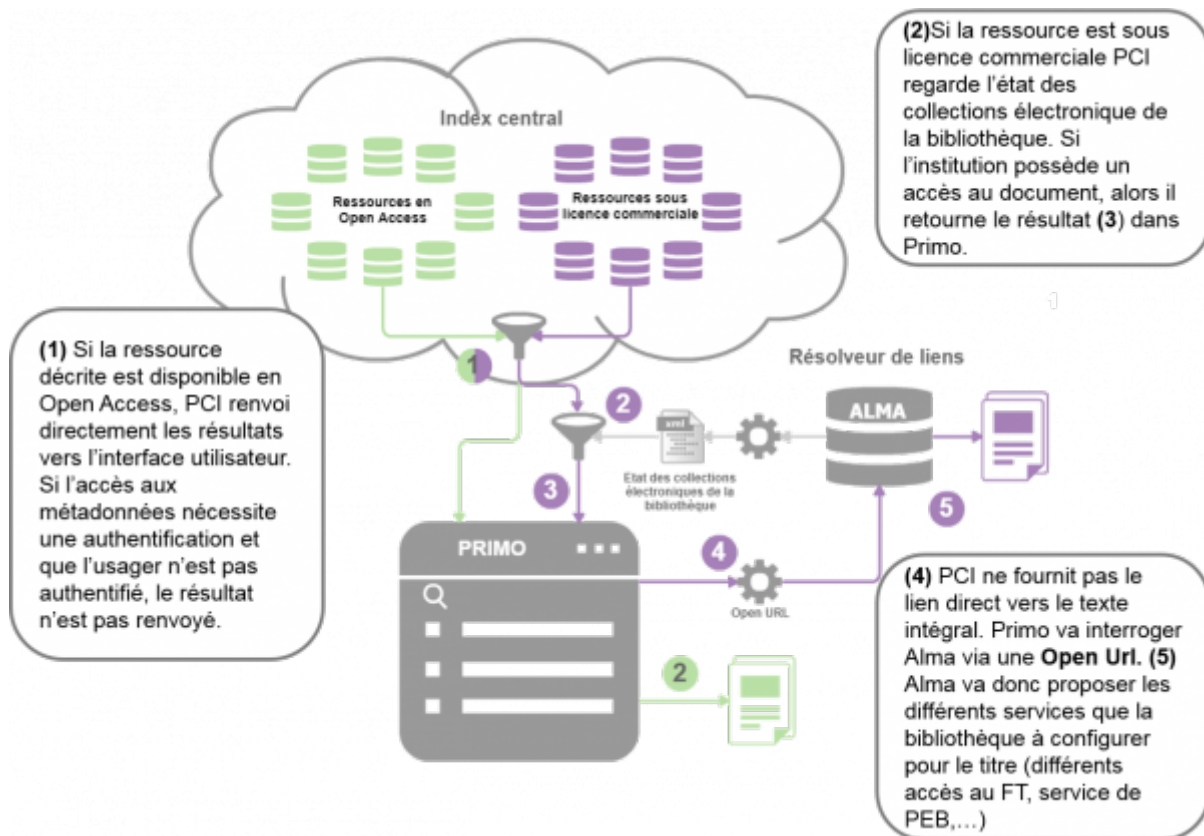 Index central
Ressources en
Open Access
Ressources sous
licence commerciale
(2)Si la ressource est sous
licence commerciale PCI
regarde l'état des
collections électronique de
la bibliothèque. Si
l'institution possède un
accès au document, alors il
retourne le résultat (3) dans
Primo.
(1) Si la ressource
décrite est disponible en
Open Access, PCI renvoi
directement les résultats
vers l'interface utilisateur.
Si l'accès aux
métadonnées nécessite
une authentification et
que l'usager n'est pas
authentifié, le résultat
n'est pas renvoyé.
1
2
3
xml
Etat des collections
électroniques de la
bibliothèque
Résolveur de liens
ALMA
5
PRIMO
4
Open URL
2
(4) PCI ne fournit pas le
lien direct vers le texte
intégral. Primo va interroger
Alma via une Open Url. (5)
Alma va donc proposer les
différents services que la
bibliothèque à configurer
pour le titre (différents
accès au FT, service de
PEB,…)